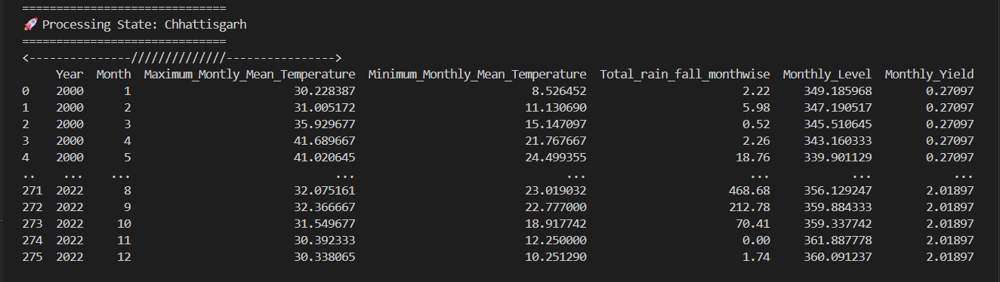 ==============================
🚀 Processing State: Chhattisgarh
==============================
<---------------//////////////---------------->
Year Month Maximum_Montly_Mean_Temperature Minimum_Monthly_Mean_Temperature Total_rain_fall_monthwise Monthly_Level Monthly_Yield
0 2000 1 30.228387 8.526452 2.22 349.185968 0.27097
1 2000 2 31.005172 11.130690 5.98 347.190517 0.27097
2 2000 3 35.929677 15.147097 0.52 345.510645 0.27097
3 2000 4 41.689667 21.767667 2.26 343.160333 0.27097
4 2000 5 41.020645 24.499355 18.76 339.901129 0.27097
.. ... ... ... ... ... ... ...
271 2022 8 32.075161 23.019032 468.68 356.129247 2.01897
272 2022 9 32.366667 22.777000 212.78 359.884333 2.01897
273 2022 10 31.549677 18.917742 70.41 359.337742 2.01897
274 2022 11 30.392333 12.250000 0.00 361.887778 2.01897
275 2022 12 30.338065 10.251290 1.74 360.091237 2.01897